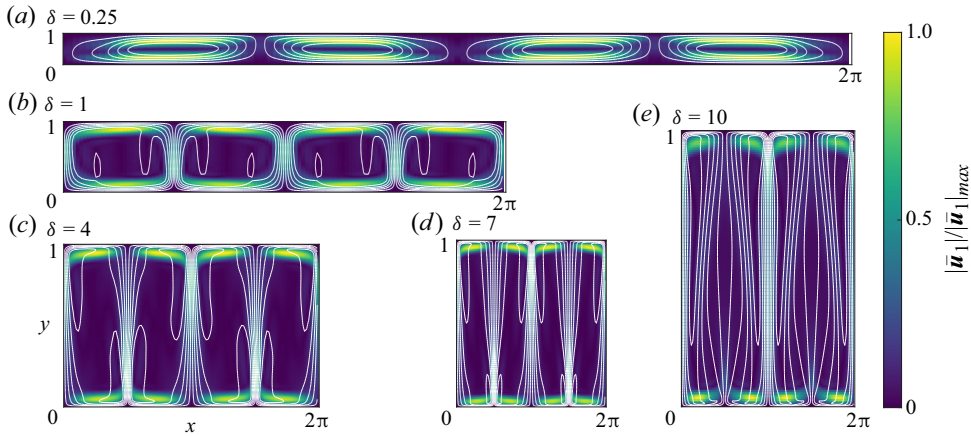 (a) δ = 0.25
1
0
2π
(b) δ = 1
1
0
2π
(c) δ = 4
1
y
0
x
2π
(d) δ = 7
1
0
2π
(e) δ = 10
1
0
2π
1.0
0.5
0
|ū₁|/|ū₁|max